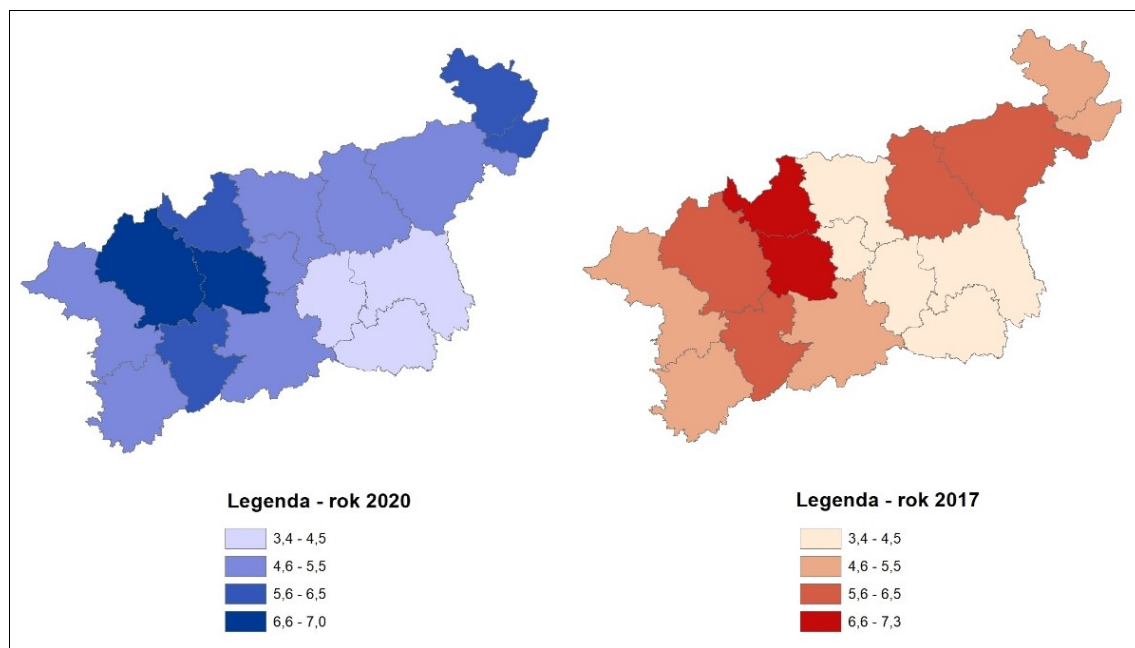 Legenda - rok 2020
3,4 - 4,5
4,6 - 5,5
5,6 - 6,5
6,6 - 7,0
Legenda - rok 2017
3,4 - 4,5
4,6 - 5,5
5,6 - 6,5
6,6 - 7,3